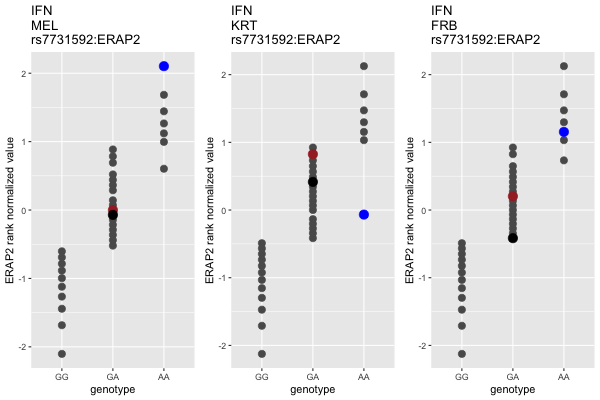 IFN
MEL
rs7731592:ERAP2
ERAP2 rank normalized value
2
1
0
-1
-2
GG
GA
AA
genotype
IFN
KRT
rs7731592:ERAP2
ERAP2 rank normalized value
2
1
0
-1
-2
GG
GA
AA
genotype
IFN
FRB
rs7731592:ERAP2
ERAP2 rank normalized value
2
1
0
-1
-2
GG
GA
AA
genotype